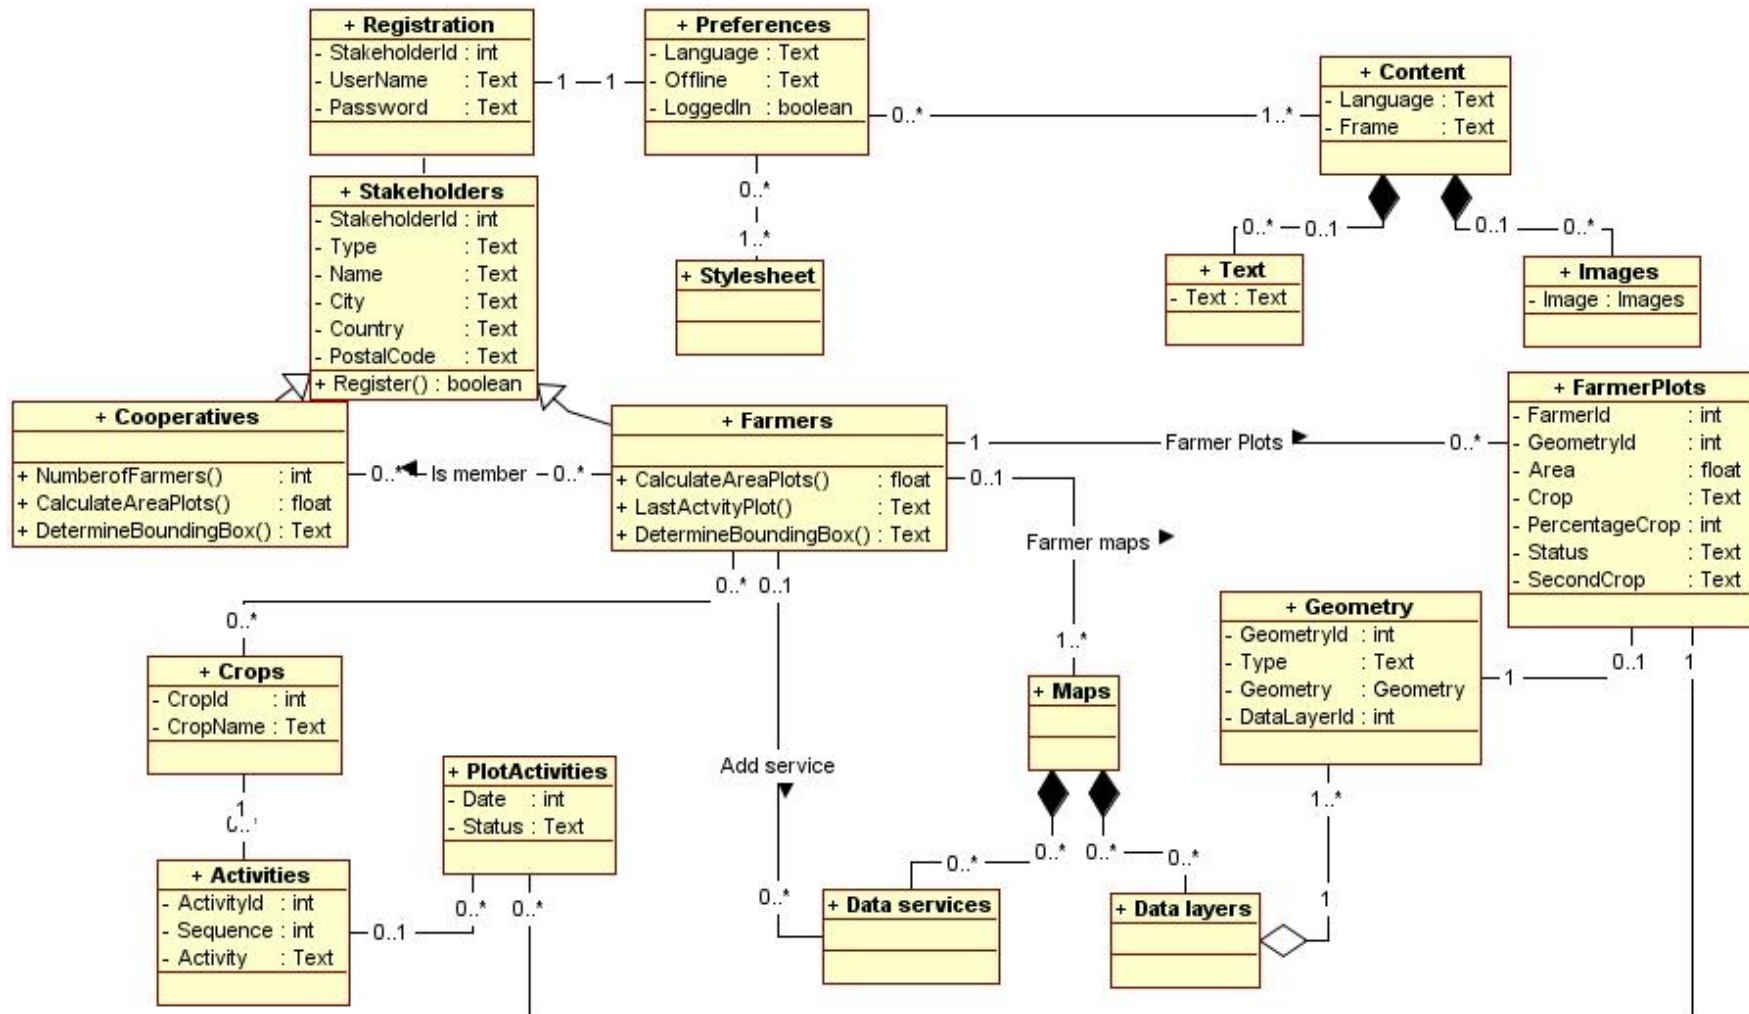 + Registration
- StakeholderId : int
- UserName : Text
- Password : Text
1
1
+ Preferences
- Language : Text
- Offline : Text
- LoggedIn : boolean
0..*
1..*
+ Content
- Language : Text
- Frame : Text
0..*
1..*
+ Stylesheet
0..*
0..1
+ Text
- Text : Text
0..1
0..*
+ Images
- Image : Images
+ Stakeholders
- StakeholderId : int
- Type : Text
- Name : Text
- City : Text
- Country : Text
- PostalCode : Text
+ Register() : boolean
+ Cooperatives
+ NumberofFarmers() : int
+ CalculateAreaPlots() : float
+ DetermineBoundingBox() : Text
0..*
Is member
0..*
+ Farmers
+ CalculateAreaPlots() : float
+ LastActvityPlot() : Text
+ DetermineBoundingBox() : Text
1
Farmer Plots
0..*
+ FarmerPlots
- FarmerId : int
- GeometryId : int
- Area : float
- Crop : Text
- PercentageCrop : int
- Status : Text
- SecondCrop : Text
0..1
Farmer maps
1..*
0..*
0..1
0..*
+ Crops
- CropId : int
- CropName : Text
1
+ Activities
- ActivityId : int
- Sequence : int
- Activity : Text
0..1
0..*
0..*
+ PlotActivities
- Date : int
- Status : Text
Add service
0..*
+ Maps
0..*
0..*
0..*
0..*
+ Data services
+ Data layers
+ Geometry
- GeometryId : int
- Type : Text
- Geometry : Geometry
- DataLayerId : int
1
0..1
1
1..*
1